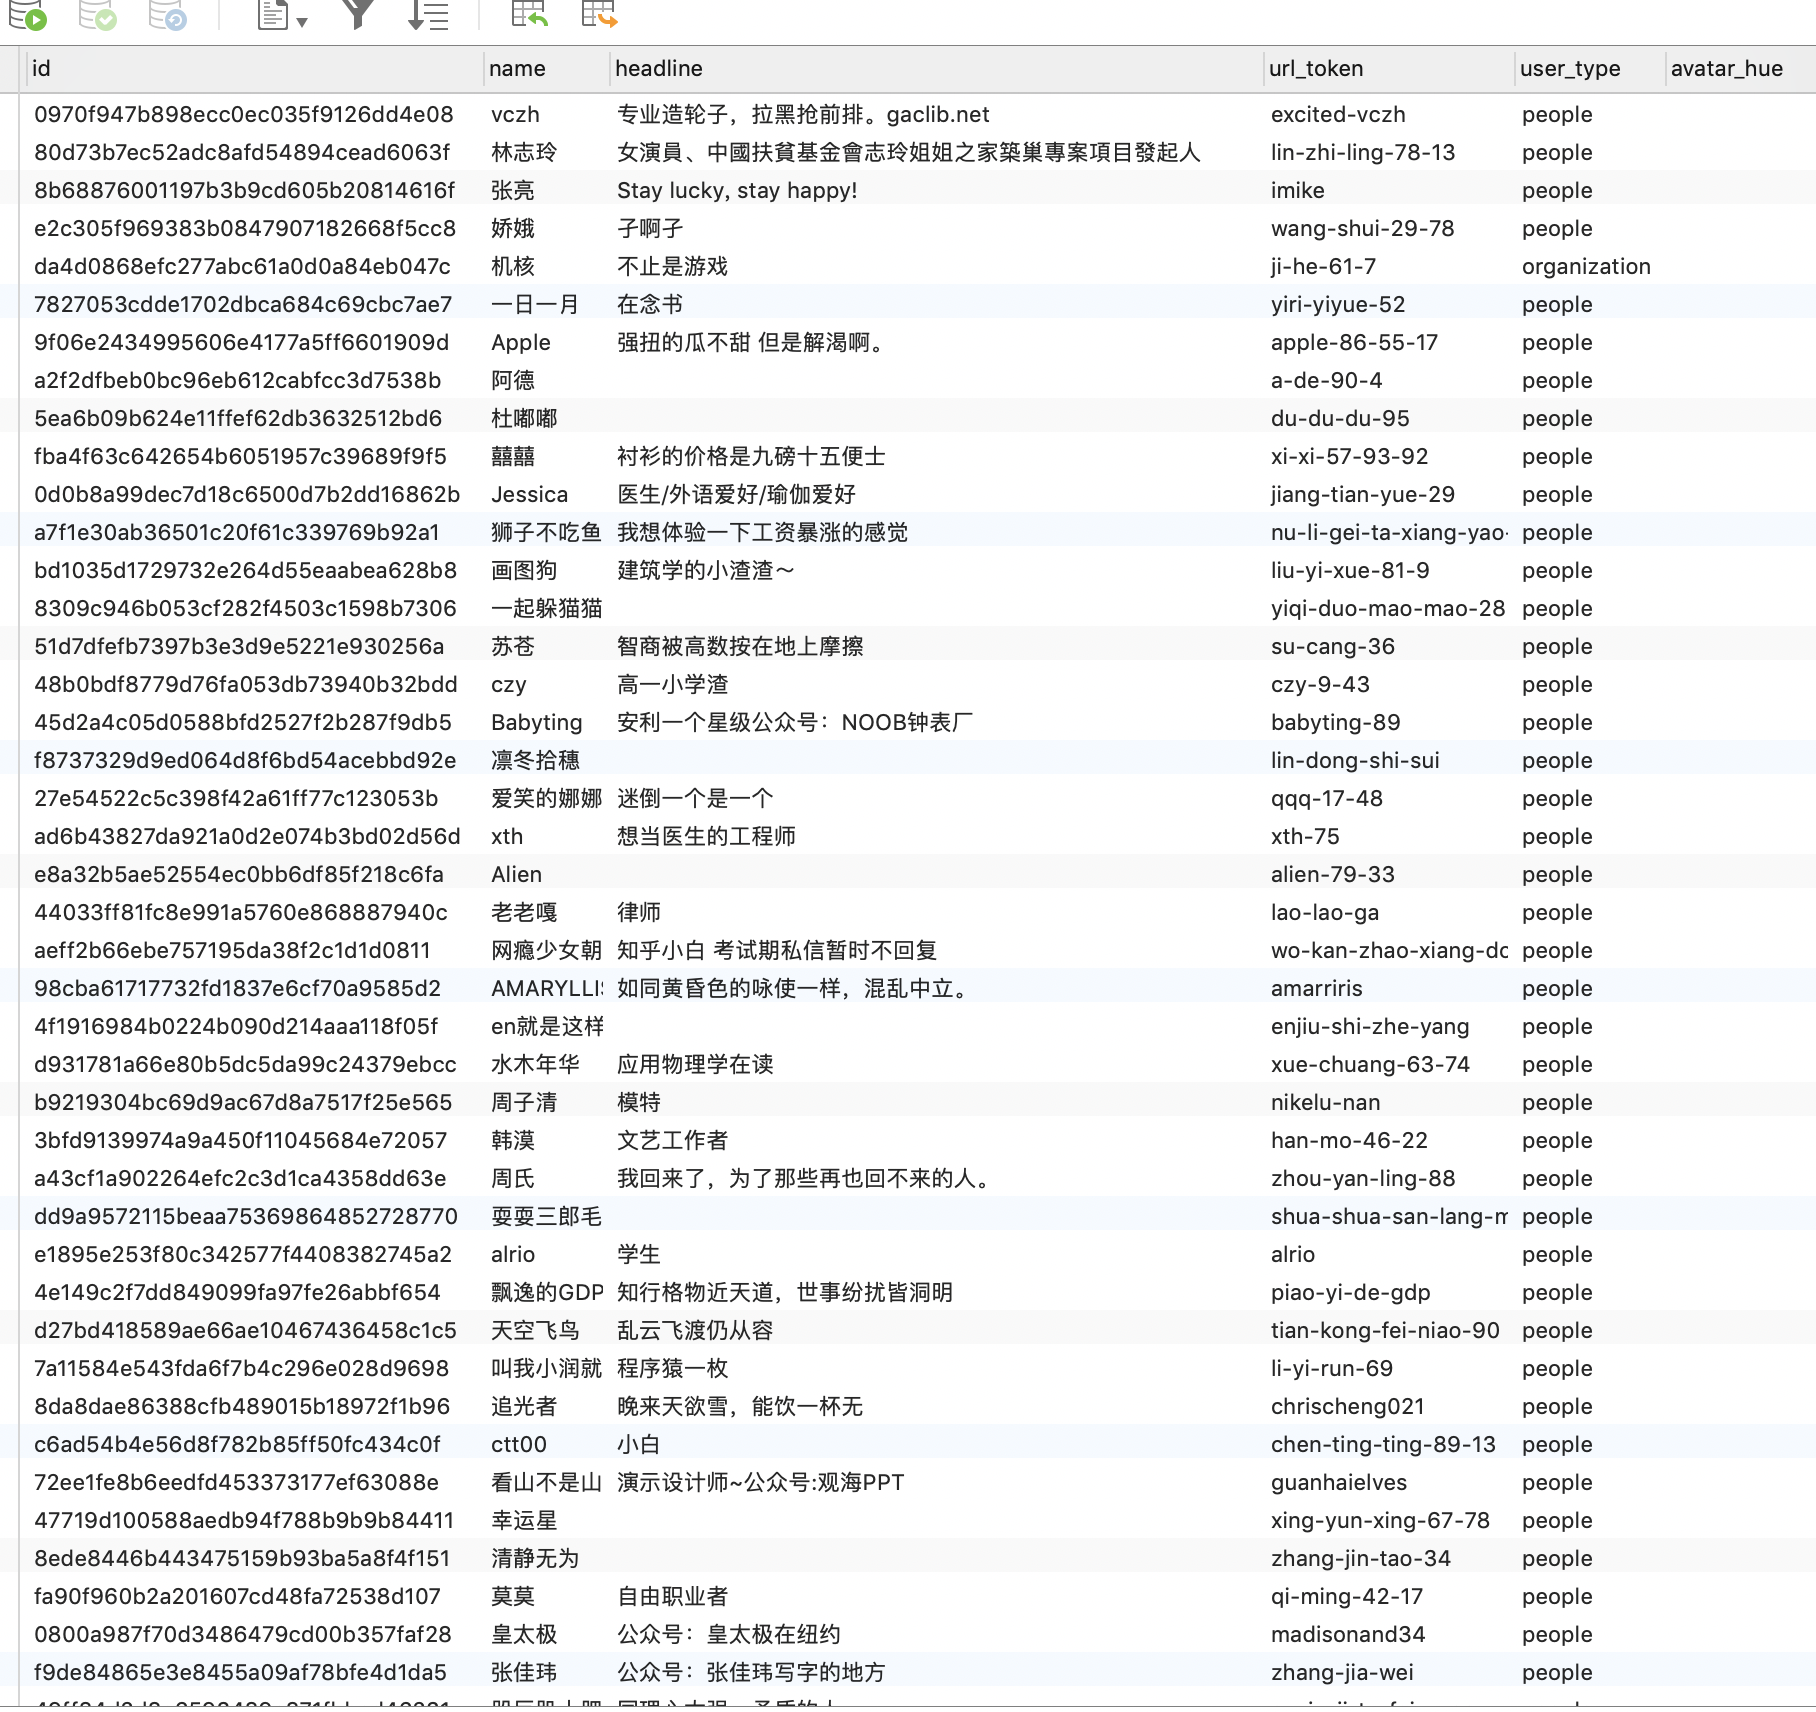 id name headline url_token user_type avatar_hue
0970f947b898ecc0ec035f9126dd4e08 vczh 专业造轮子，拉黑抢前排。gaclib.net excited-vczh people
80d73b7ec52adc8afd54894cead6063f 林志玲 女演員、中國扶貧基金會志玲姐姐之家築巢專案項目發起人 lin-zhi-ling-78-13 people
8b68876001197b3b9cd605b20814616f 张亮 Stay lucky, stay happy! imike people
e2c305f969383b0847907182668f5cc8 娇娥 孑啊孑 wang-shui-29-78 people
da4d0868efc277abc61a0d0a84eb047c 机核 不止是游戏 ji-he-61-7 organization
7827053cdde1702dbca684c69cbc7ae7 一日一月 在念书 yiri-yiyue-52 people
9f06e2434995606e4177a5ff6601909d Apple 强扭的瓜不甜 但是解渴啊。 apple-86-55-17 people
a2f2dfbeb0bc96eb612cabfcc3d7538b 阿德 a-de-90-4 people
5ea6b09b624e11ffef62db3632512bd6 杜嘟嘟 du-du-du-95 people
fba4f63c642654b6051957c39689f9f5 囍囍 衬衫的价格是九磅十五便士 xi-xi-57-93-92 people
0d0b8a99dec7d18c6500d7b2dd16862b Jessica 医生/外语爱好/瑜伽爱好 jiang-tian-yue-29 people
a7f1e30ab36501c20f61c339769b92a1 狮子不吃鱼 我想体验一下工资暴涨的感觉 nu-li-gei-ta-xiang-yao- people
bd1035d1729732e264d55eaabea628b8 画图狗 建筑学的小渣渣～ liu-yi-xue-81-9 people
8309c946b053cf282f4503c1598b7306 一起躲猫猫 yiqi-duo-mao-mao-28 people
51d7dfefb7397b3e3d9e5221e930256a 苏苍 智商被高数按在地上摩擦 su-cang-36 people
48b0bdf8779d76fa053db73940b32bdd czy 高一小学渣 czy-9-43 people
45d2a4c05d0588bfd2527f2b287f9db5 Babyting 安利一个星级公众号：NOOB钟表厂 babyting-89 people
f8737329d9ed064d8f6bd54acebbd92e 凛冬拾穗 lin-dong-shi-sui people
27e54522c5c398f42a61ff77c123053b 爱笑的娜娜 迷倒一个是一个 qqq-17-48 people
ad6b43827da921a0d2e074b3bd02d56d xth 想当医生的工程师 xth-75 people
e8a32b5ae52554ec0bb6df85f218c6fa Alien alien-79-33 people
44033ff81fc8e991a5760e868887940c 老老嘎 律师 lao-lao-ga people
aeff2b66ebe757195da38f2c1d1d0811 网瘾少女朝 知乎小白 考试期私信暂时不回复 wo-kan-zhao-xiang-dc people
98cba61717732fd1837e6cf70a9585d2 AMARYLLIS 如同黄昏色的咏使一样，混乱中立。 amarriris people
4f1916984b0224b090d214aaa118f05f en就是这样 enjiu-shi-zhe-yang people
d931781a66e80b5dc5da99c24379ebcc 水木年华 应用物理学在读 xue-chuang-63-74 people
b9219304bc69d9ac67d8a7517f25e565 周子清 模特 nikelu-nan people
3bfd9139974a9a450f11045684e72057 韩漠 文艺工作者 han-mo-46-22 people
a43cf1a902264efc2c3d1ca4358dd63e 周氏 我回来了，为了那些再也回不来的人。 zhou-yan-ling-88 people
dd9a9572115beaa75369864852728770 耍耍三郎毛 shua-shua-san-lang-m people
e1895e253f80c342577f4408382745a2 alrio 学生 alrio people
4e149c2f7dd849099fa97fe26abbf654 飘逸的GDP 知行格物近天道，世事纷扰皆洞明 piao-yi-de-gdp people
d27bd418589ae66ae10467436458c1c5 天空飞鸟 乱云飞渡仍从容 tian-kong-fei-niao-90 people
7a11584e543fda6f7b4c296e028d9698 叫我小润就 程序猿一枚 li-yi-run-69 people
8da8dae86388cfb489015b18972f1b96 追光者 晚来天欲雪，能饮一杯无 chrischeng021 people
c6ad54b4e56d8f782b85ff50fc434c0f ctt00 小白 chen-ting-ting-89-13 people
72ee1fe8b6eedfd453373177ef63088e 看山不是山 演示设计师~公众号:观海PPT guanhaielves people
47719d100588aedb94f788b9b9b84411 幸运星 xing-yun-xing-67-78 people
8ede8446b443475159b93ba5a8f4f151 清静无为 zhang-jin-tao-34 people
fa90f960b2a201607cd48fa72538d107 莫莫 自由职业者 qi-ming-42-17 people
0800a987f70d3486479cd00b357faf28 皇太极 公众号：皇太极在纽约 madisonand34 people
f9de84865e3e8455a09af78bfe4d1da5 张佳玮 公众号：张佳玮写字的地方 zhang-jia-wei people